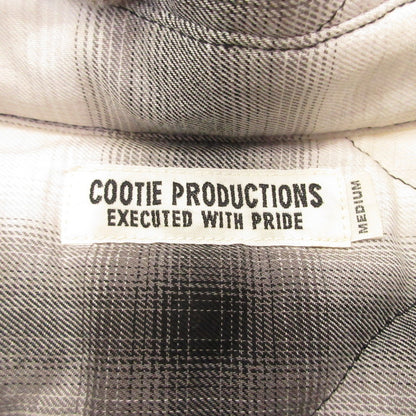 COOTIE PRODUCTIONS
EXECUTED WITH PRIDE
MEDIUM